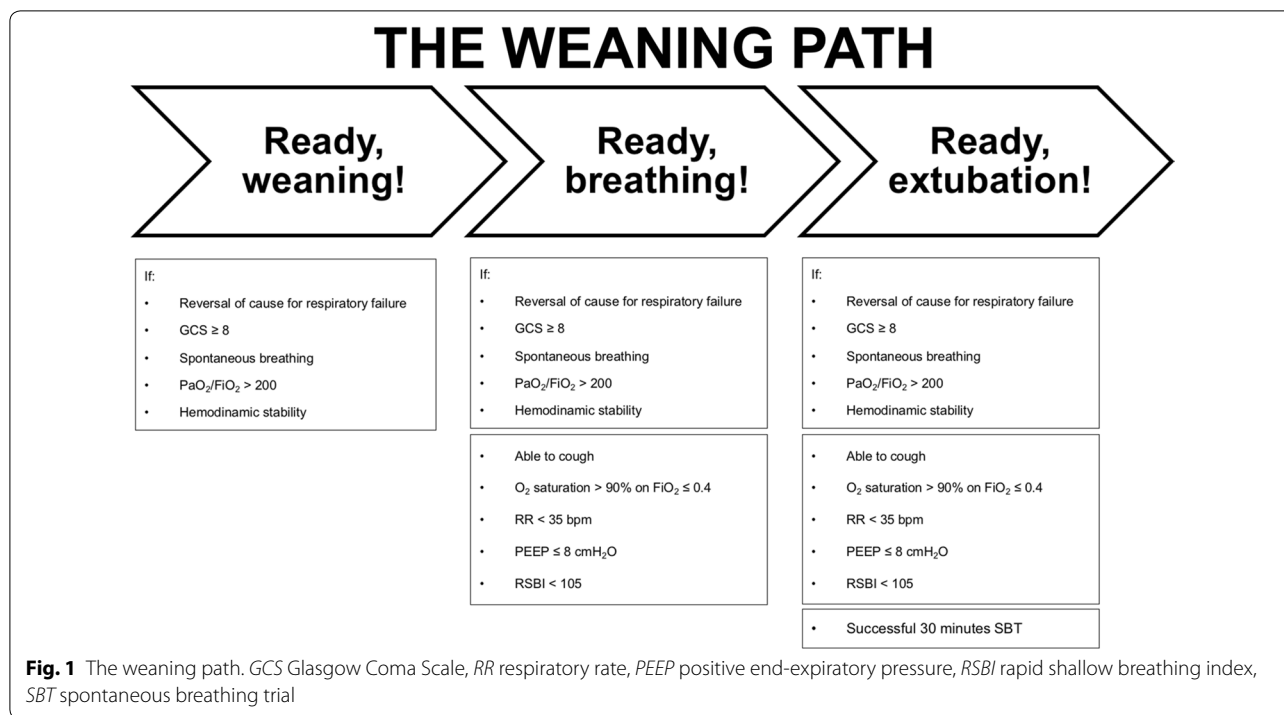 THE WEANING PATH
Ready,
weaning!
Ready,
breathing!
Ready,
extubation!
If:
• Reversal of cause for respiratory failure
• GCS ≥ 8
• Spontaneous breathing
• PaO₂/FiO₂ > 200
• Hemodinamic stability
If:
• Reversal of cause for respiratory failure
• GCS ≥ 8
• Spontaneous breathing
• PaO₂/FiO₂ > 200
• Hemodinamic stability
• Able to cough
• O₂ saturation > 90% on FiO₂ ≤ 0.4
• RR < 35 bpm
• PEEP ≤ 8 cmH₂O
• RSBI < 105
If:
• Reversal of cause for respiratory failure
• GCS ≥ 8
• Spontaneous breathing
• PaO₂/FiO₂ > 200
• Hemodinamic stability
• Able to cough
• O₂ saturation > 90% on FiO₂ ≤ 0.4
• RR < 35 bpm
• PEEP ≤ 8 cmH₂O
• RSBI < 105
• Successful 30 minutes SBT
Fig. 1 The weaning path. GCS Glasgow Coma Scale, RR respiratory rate, PEEP positive end-expiratory pressure, RSBI rapid shallow breathing index,
SBT spontaneous breathing trial